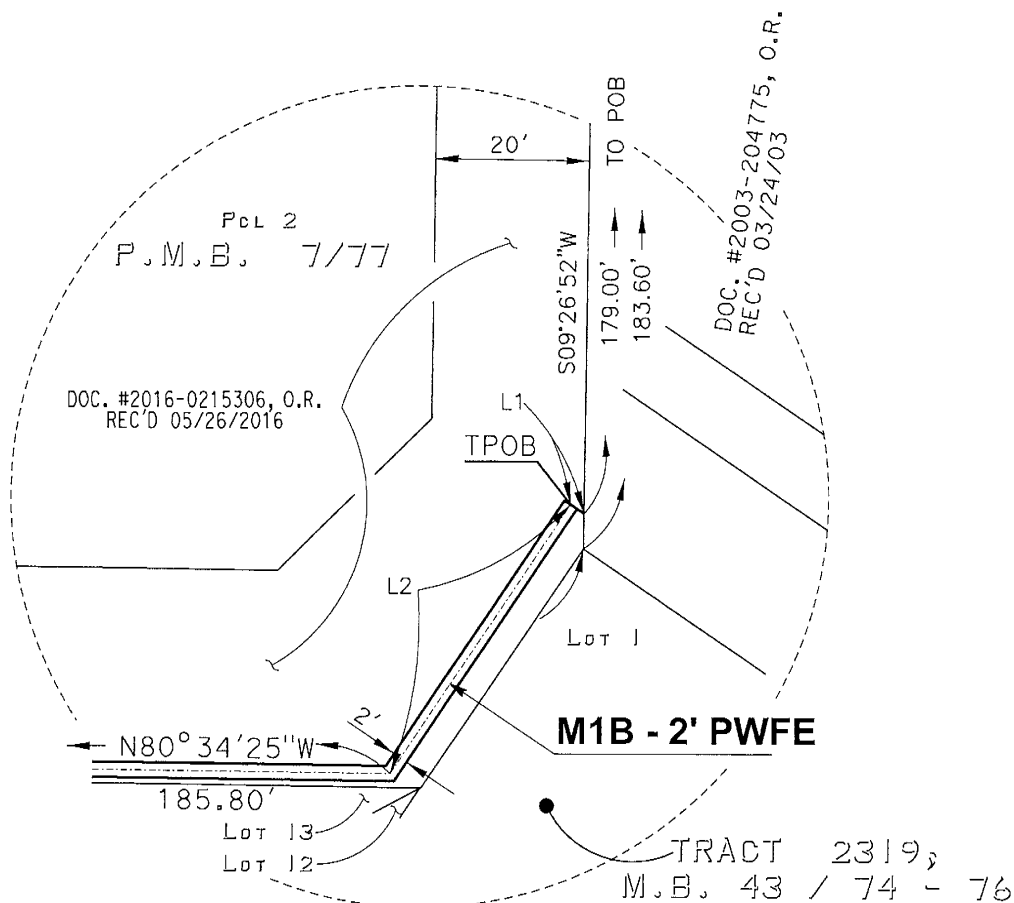 20'
TO POB
DOC. #2003-204775, O.R.
REC'D 03/24/03
PCL 2
P.M.B. 7/77
S09°26'52"W
179.00'
183.60'
DOC. #2016-0215306, O.R.
REC'D 05/26/2016
L1
TPOB
L2
LOT 1
2'
M1B - 2' PWFE
N80°34'25"W
185.80'
LOT 13
LOT 12
TRACT 2319;
M.B. 43 / 74 - 76